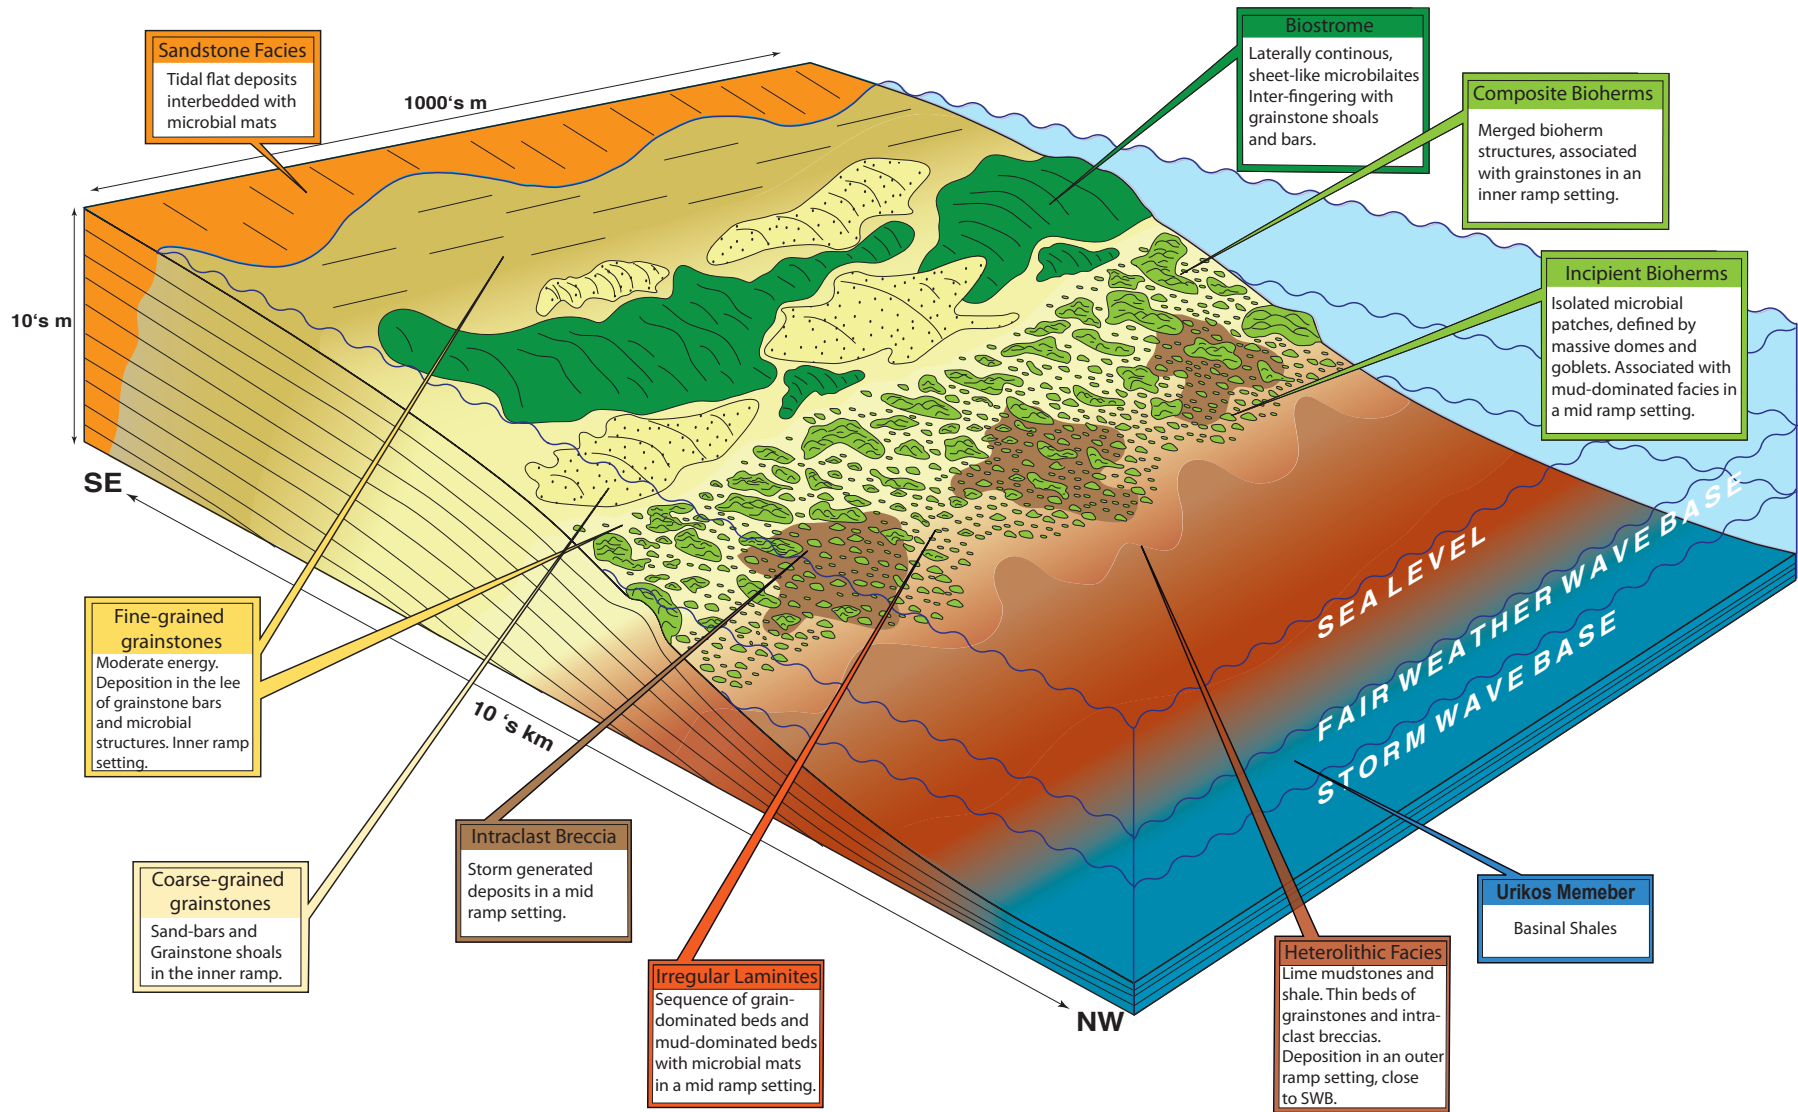 Sandstone Facies
Tidal flat deposits
interbedded with
microbial mats
1000's m
10's m
SE
10 's km
NW
Biostrome
Laterally continous,
sheet-like microbilaites
Inter-fingering with
grainstone shoals
and bars.
Composite Bioherms
Merged bioherm
structures, associated
with grainstones in an
inner ramp setting.
Incipient Bioherms
Isolated microbial
patches, defined by
massive domes and
goblets. Associated with
mud-dominated facies in
a mid ramp setting.
SEA LEVEL
FAIR WEATHER WAVE BASE
STORM WAVE BASE
Fine-grained
grainstones
Moderate energy.
Deposition in the lee
of grainstone bars
and microbial
structures. Inner ramp
setting.
Coarse-grained
grainstones
Sand-bars and
Grainstone shoals
in the inner ramp.
Intraclast Breccia
Storm generated
deposits in a mid
ramp setting.
Irregular Laminites
Sequence of grain-
dominated beds and
mud-dominated beds
with microbial mats
in a mid ramp setting.
Heterolithic Facies
Lime mudstones and
shale. Thin beds of
grainstones and intra-
clast breccias.
Deposition in an outer
ramp setting, close
to SWB.
Urikos Memeber
Basinal Shales